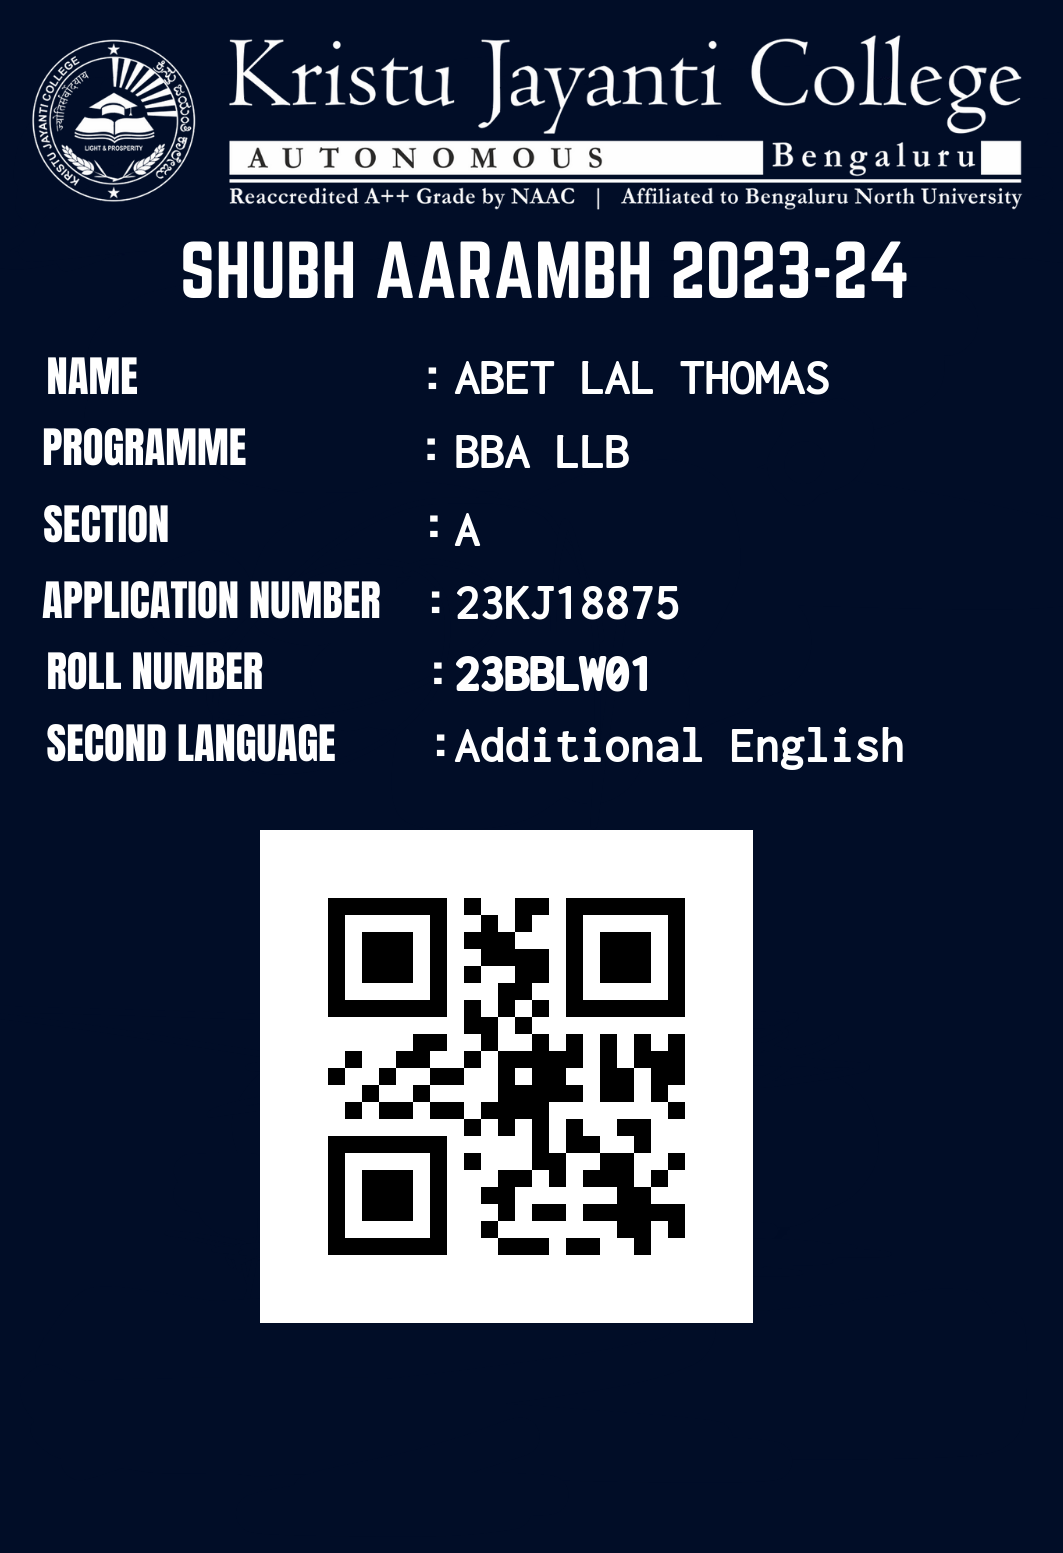 Kristu Jayanti College
AUTONOMOUS Bengaluru
Reaccredited A++ Grade by NAAC | Affiliated to Bengaluru North University
KRISTU JAYANTI COLLEGE
ಕ್ರಿಸ್ತು ಜಯಂತಿ ಕಾಲೇಜು
LIGHT & PROSPERITY
SHUBH AARAMBH 2023-24
NAME : ABET LAL THOMAS
PROGRAMME : BBA LLB
SECTION : A
APPLICATION NUMBER : 23KJ18875
ROLL NUMBER : 23BBLW01
SECOND LANGUAGE : Additional English